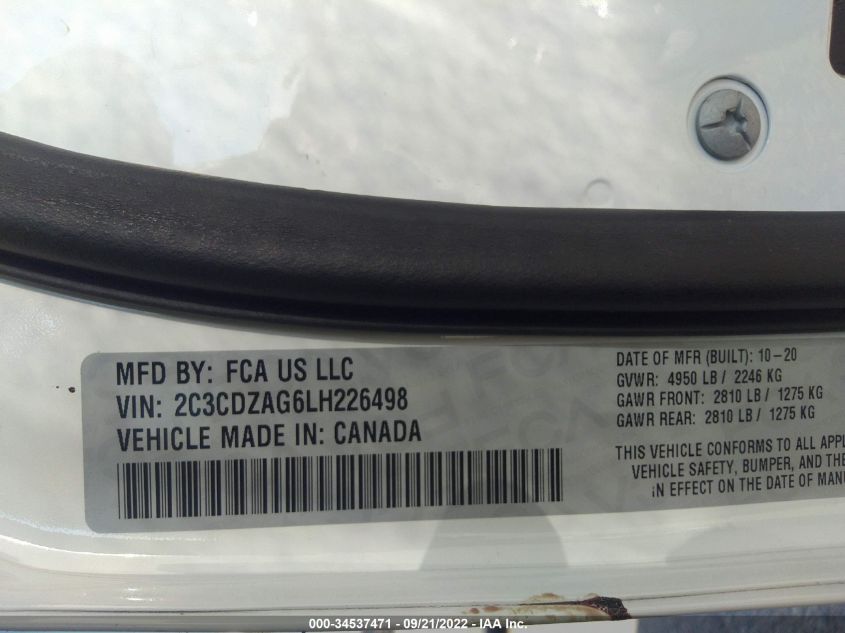 MFD BY: FCA US LLC
VIN: 2C3CDZAG6LH226498
VEHICLE MADE IN: CANADA
DATE OF MFR (BUILT): 10-20
GVWR: 4950 LB / 2246 KG
GAWR FRONT: 2810 LB / 1275 KG
GAWR REAR: 2810 LB / 1275 KG
THIS VEHICLE CONFORMS TO ALL APPL
VEHICLE SAFETY, BUMPER, AND THE
IN EFFECT ON THE DATE OF MANU
000-34537471 - 09/21/2022 - IAA Inc.